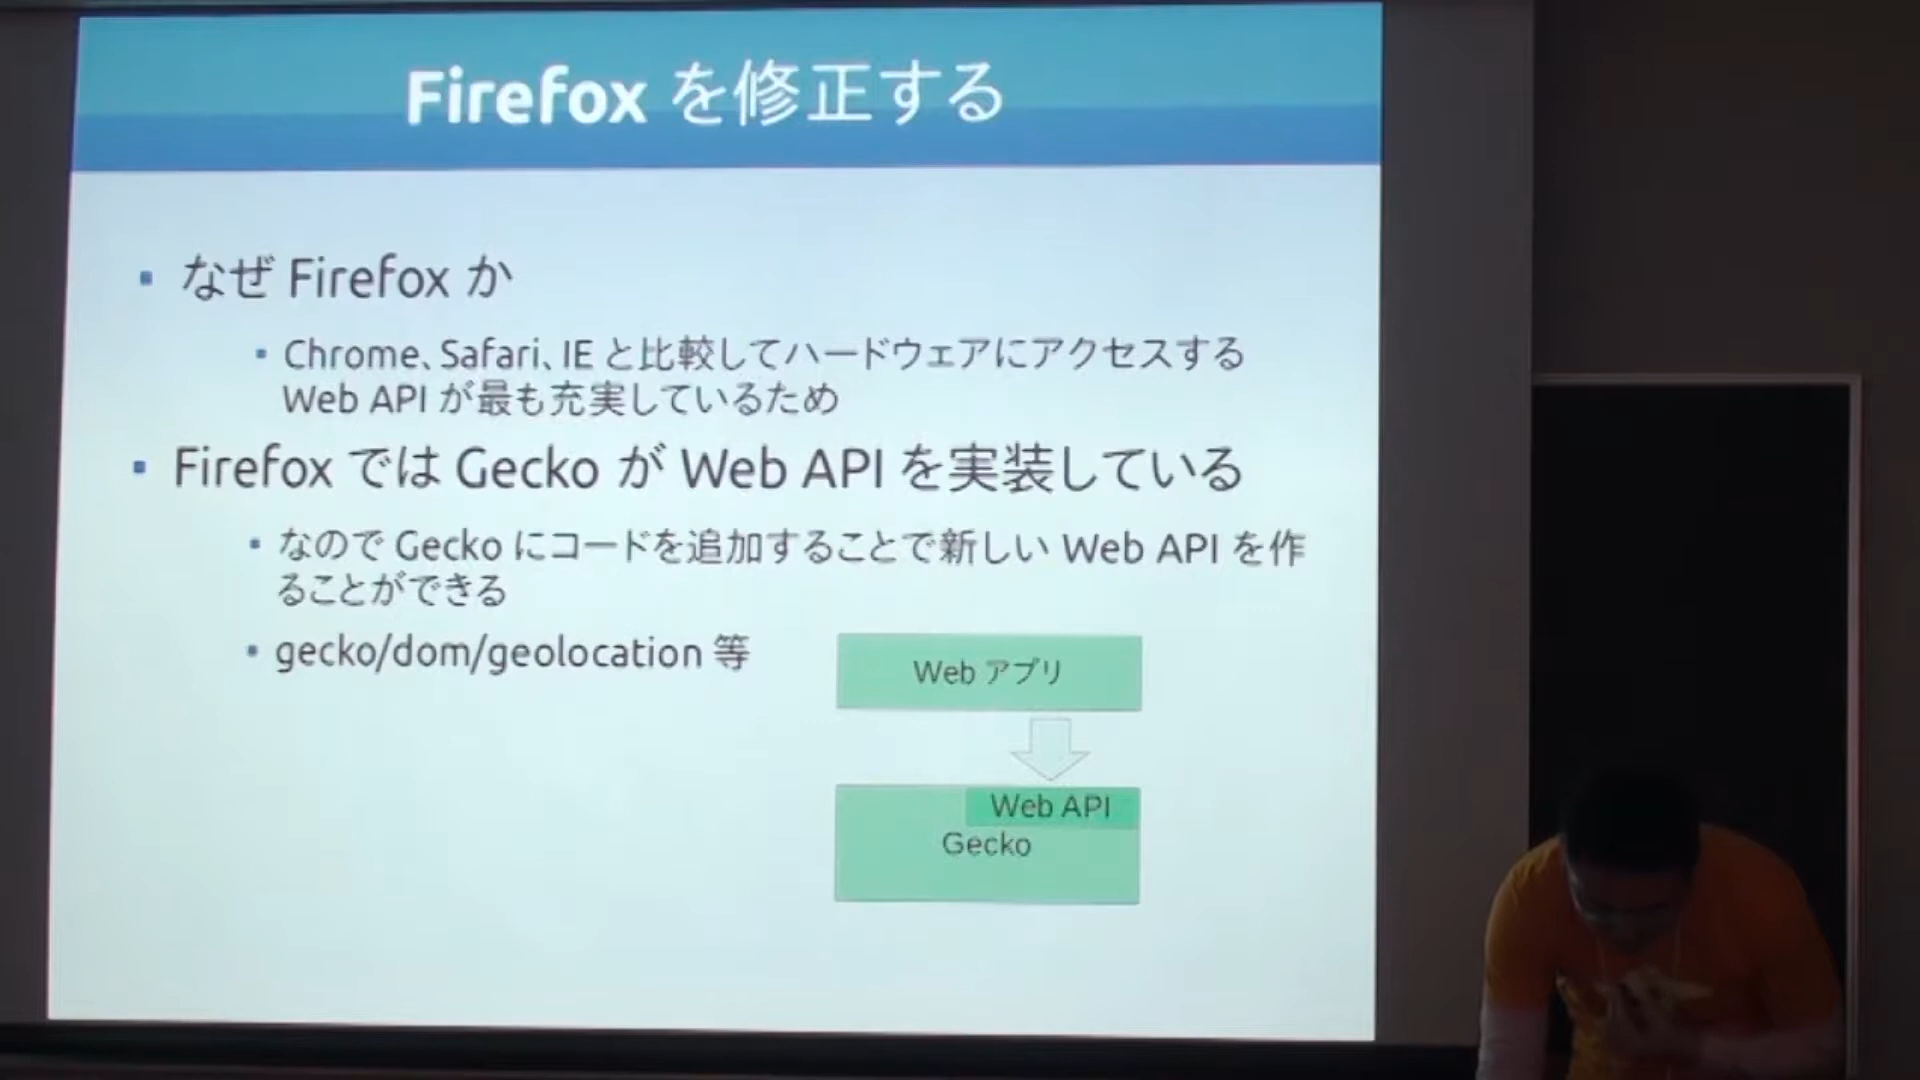 Firefox を修正する
なぜ Firefox か
Chrome、Safari、IE と比較してハードウェアにアクセスする
Web API が最も充実しているため
Firefox では Gecko が Web API を実装している
なので Gecko にコードを追加することで新しい Web API を作
ることができる
gecko/dom/geolocation 等
Web アプリ
Web API
Gecko